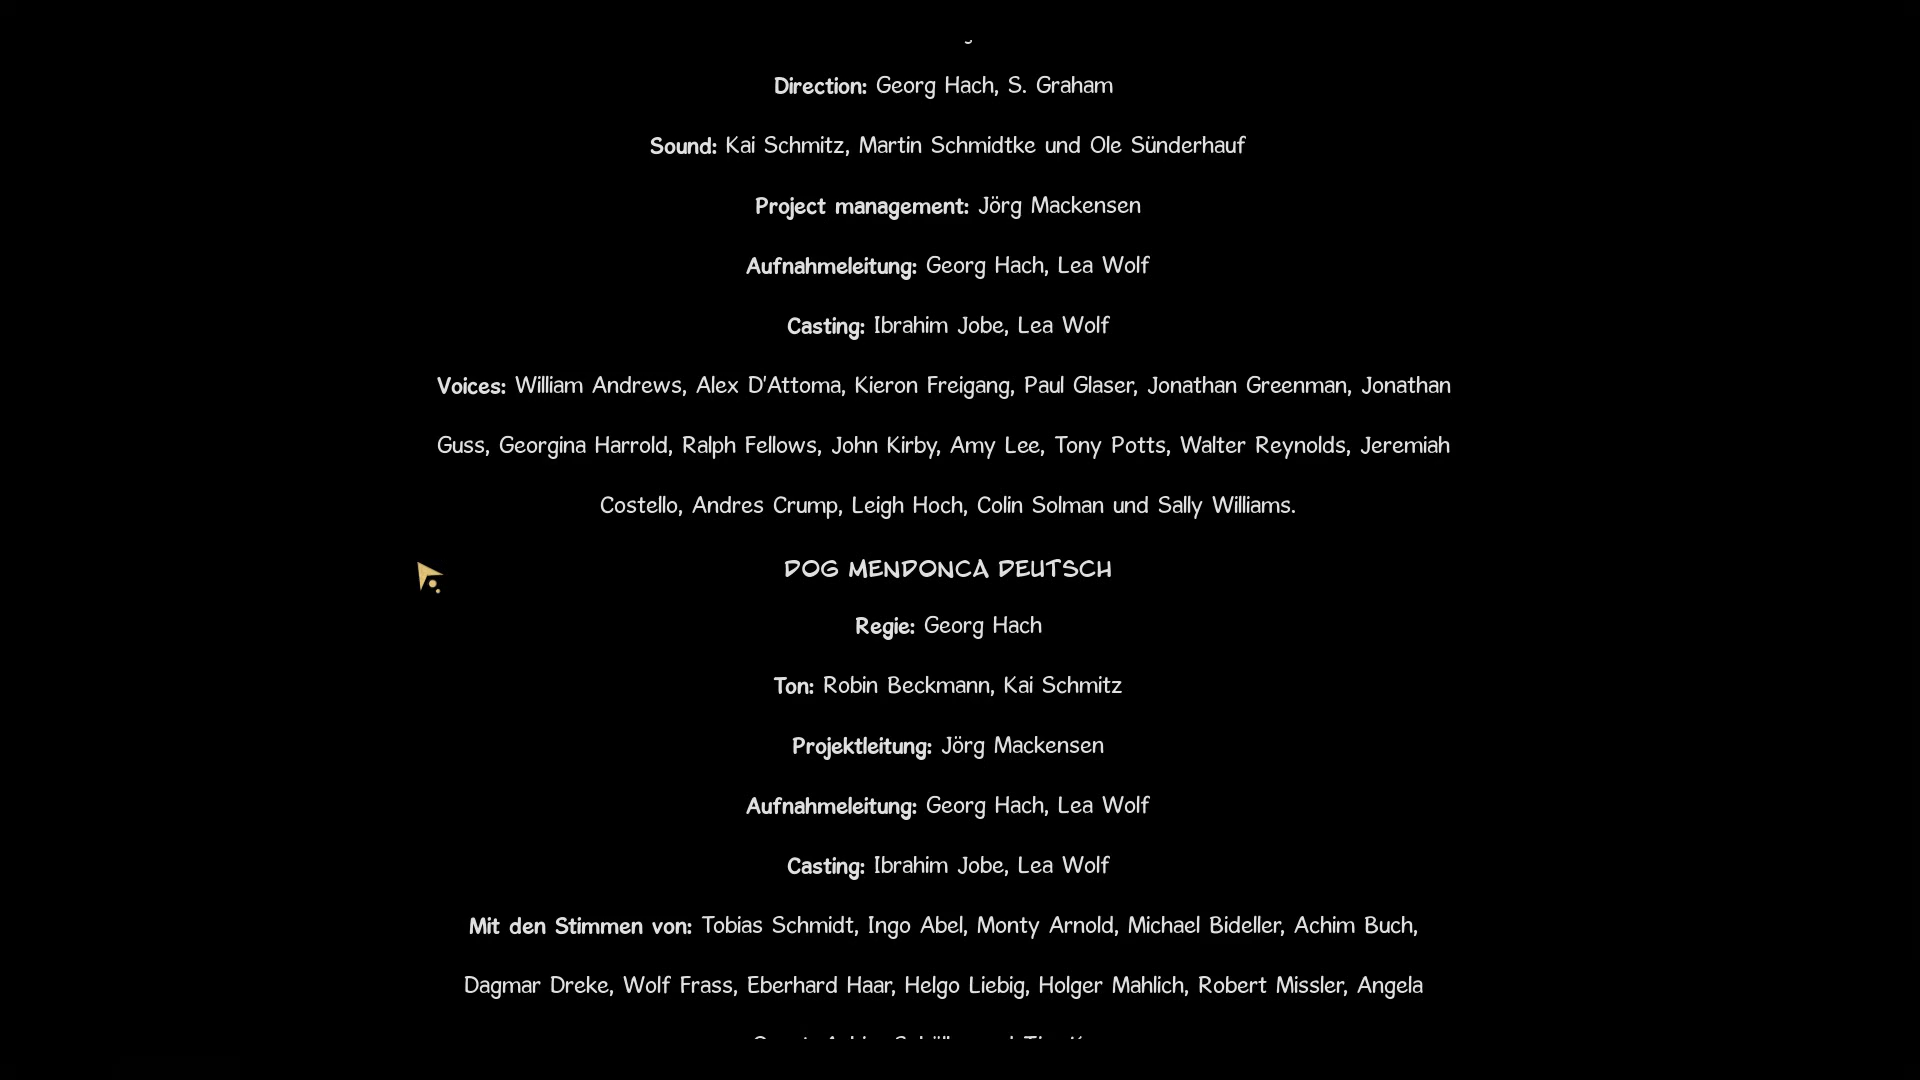 Direction: Georg Hach, S. Graham
Sound: Kai Schmitz, Martin Schmidtke und Ole Sünderhauf
Project management: Jörg Mackensen
Aufnahmeleitung: Georg Hach, Lea Wolf
Casting: Ibrahim Jobe, Lea Wolf
Voices: William Andrews, Alex D'Attoma, Kieron Freigang, Paul Glaser, Jonathan Greenman, Jonathan
Guss, Georgina Harrold, Ralph Fellows, John Kirby, Amy Lee, Tony Potts, Walter Reynolds, Jeremiah
Costello, Andres Crump, Leigh Hoch, Colin Solman und Sally Williams.
DOG MENDONCA DEUTSCH
Regie: Georg Hach
Ton: Robin Beckmann, Kai Schmitz
Projektleitung: Jörg Mackensen
Aufnahmeleitung: Georg Hach, Lea Wolf
Casting: Ibrahim Jobe, Lea Wolf
Mit den Stimmen von: Tobias Schmidt, Ingo Abel, Monty Arnold, Michael Bideller, Achim Buch,
Dagmar Dreke, Wolf Frass, Eberhard Haar, Helgo Liebig, Holger Mahlich, Robert Missler, Angela